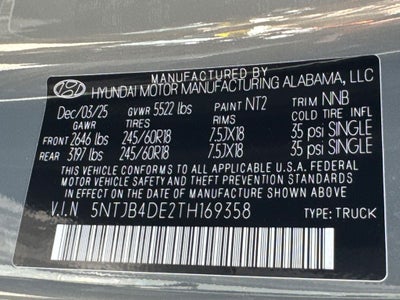 MANUFACTURED BY
HYUNDAI MOTOR MANUFACTURING ALABAMA, LLC
Dec/03/25 GVWR 5522 lbs PAINT NT2 TRIM NNB
GAWR TIRES RIMS COLD TIRE INFL
FRONT 2646 lbs 245/60R18 7.5JX18 35 psi SINGLE
REAR 3197 lbs 245/60R18 7.5JX18 35 psi SINGLE
THIS VEHICLE CONFORMS TO ALL APPLICABLE U.S.A. FEDERAL
MOTOR VEHICLE SAFETY AND THEFT PREVENTION STANDARDS
IN EFFECT ON THE DATE OF MANUFACTURE SHOWN ABOVE
V.I.N 5NTJB4DE2TH169358 TYPE: TRUCK